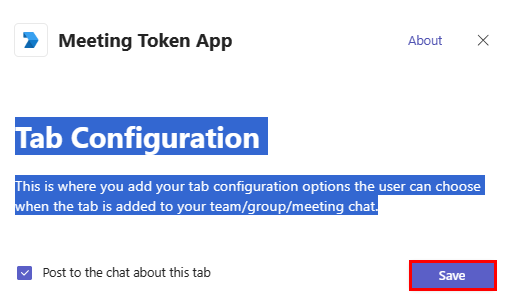 Meeting Token App
About
Tab Configuration
This is where you add your tab configuration options the user can choose
when the tab is added to your team/group/meeting chat.
Post to the chat about this tab
Save